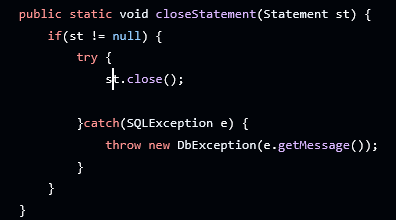 public static void closeStatement(Statement st) {
    if(st != null) {
        try {
            st.close();

        }catch(SQLException e) {
            throw new DbException(e.getMessage());
        }
    }
}